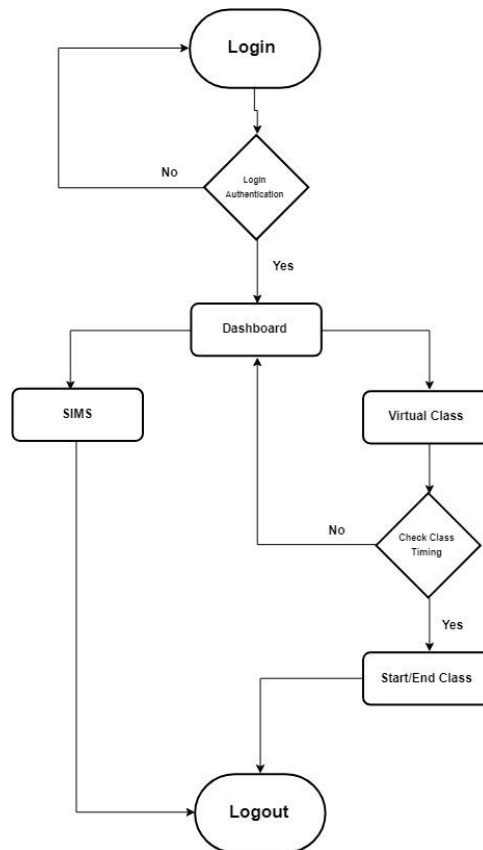 Login
Login
Authentication
No
Yes
Dashboard
SIMS
Virtual Class
Check Class
Timing
No
Yes
Start/End Class
Logout